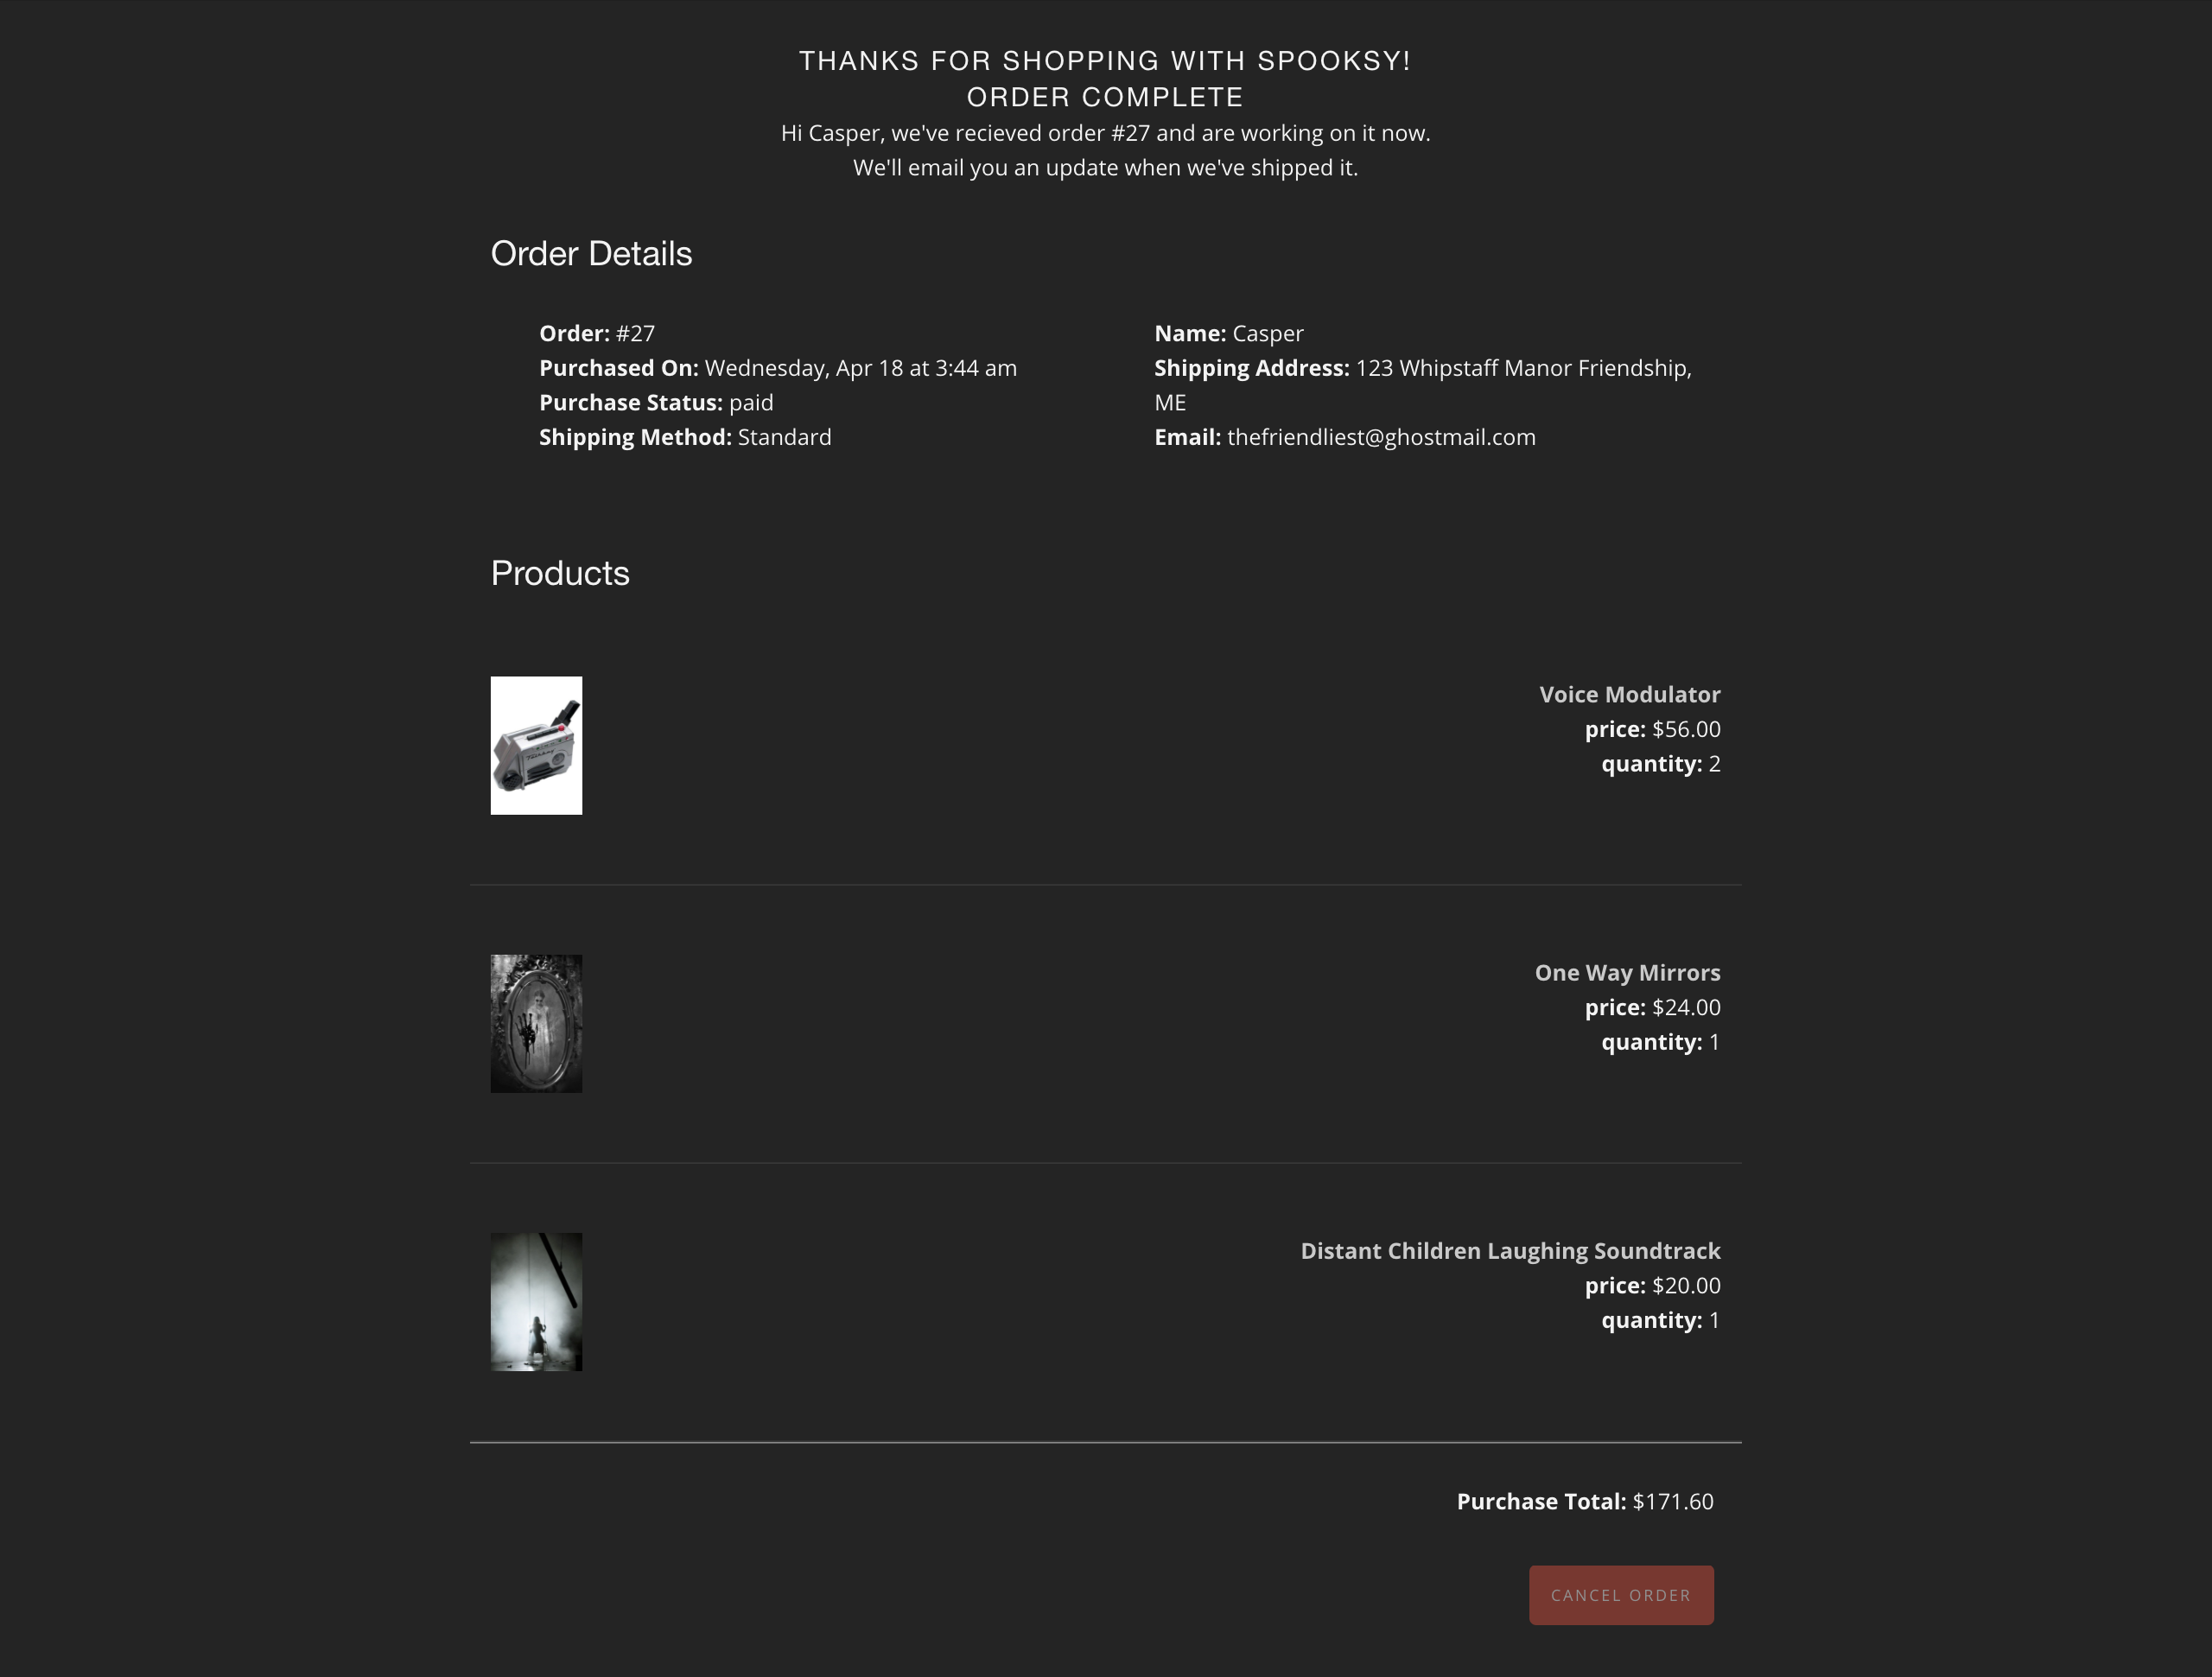 THANKS FOR SHOPPING WITH SPOOKSY!
ORDER COMPLETE
Hi Casper, we've recieved order #27 and are working on it now.
We'll email you an update when we've shipped it.
Order Details
Order: #27
Purchased On: Wednesday, Apr 18 at 3:44 am
Purchase Status: paid
Shipping Method: Standard
Name: Casper
Shipping Address: 123 Whipstaff Manor Friendship,
ME
Email: thefriendliest@ghostmail.com
Products
Voice Modulator
price: $56.00
quantity: 2
One Way Mirrors
price: $24.00
quantity: 1
Distant Children Laughing Soundtrack
price: $20.00
quantity: 1
Purchase Total: $171.60
CANCEL ORDER